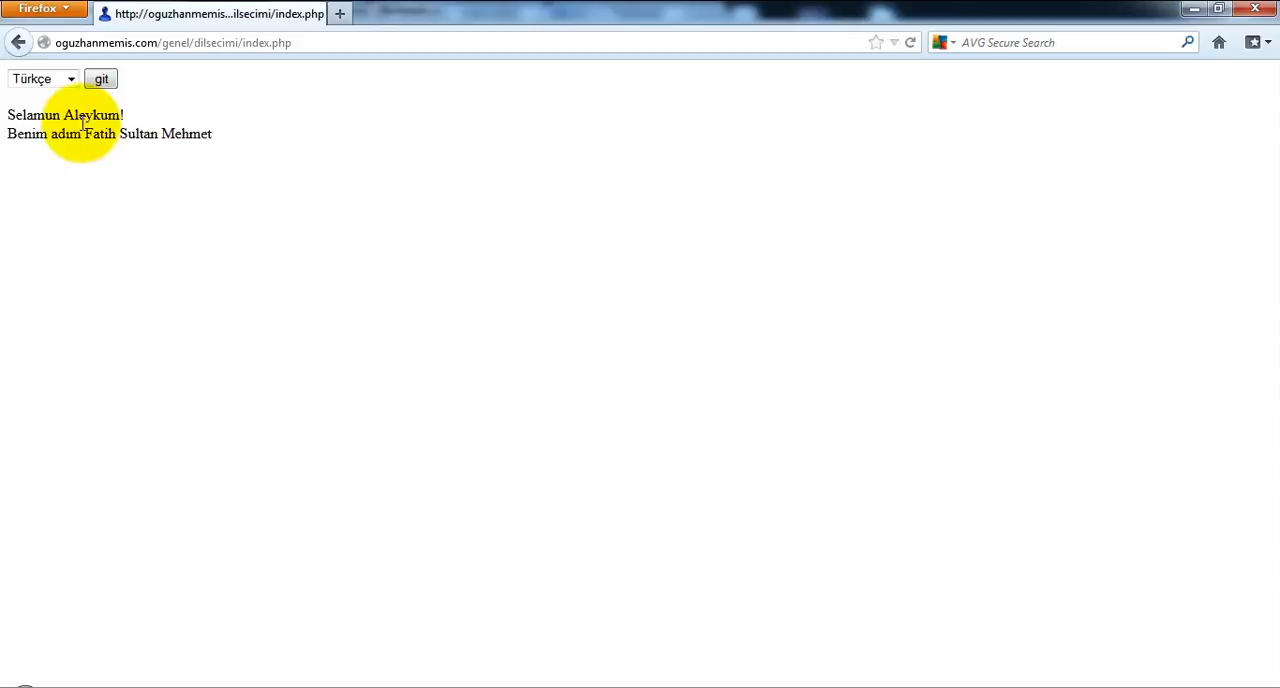 Firefox
http://oguzhanmemis...ilsecimi/index.php
oguzhanmemis.com/genel/dilsecimi/index.php
AVG Secure Search
Türkçe
git
Selamun Aleykum!
Benim adım Fatih Sultan Mehmet